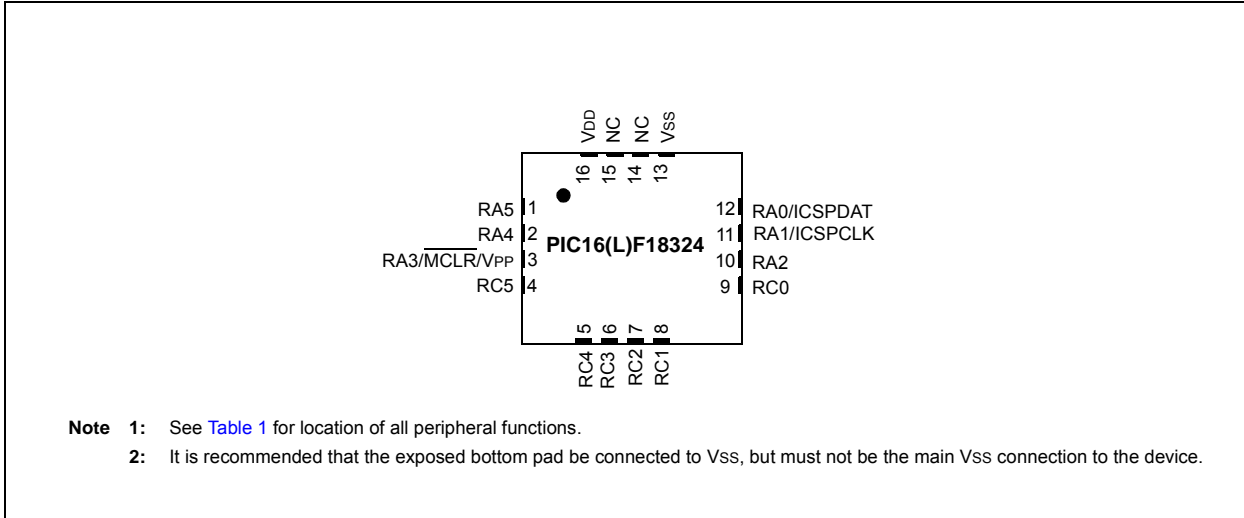 VDD
NC
NC
VSS
16
15
14
13
RA5 1
RA4 2
RA3/MCLR/VPP 3
RC5 4
PIC16(L)F18324
12 RA0/ICSPDAT
11 RA1/ICSPCLK
10 RA2
9 RC0
5
6
7
8
RC4
RC3
RC2
RC1
Note 1: See Table 1 for location of all peripheral functions.
2: It is recommended that the exposed bottom pad be connected to VSS, but must not be the main VSS connection to the device.